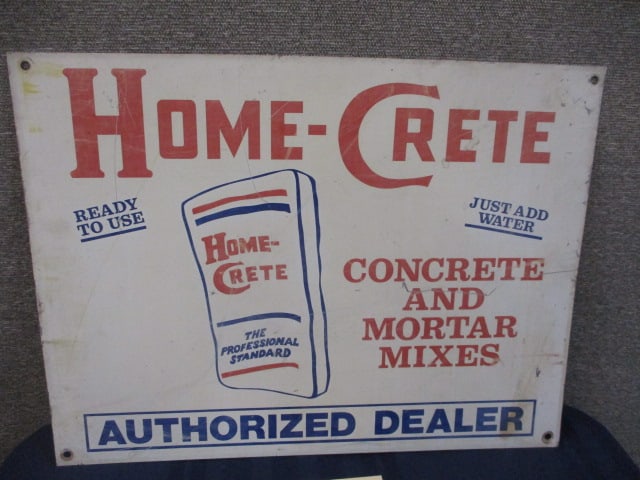 HOME-CRETE
READY
TO USE
JUST ADD
WATER
HOME-
CRETE
THE
PROFESSIONAL
STANDARD
CONCRETE
AND
MORTAR
MIXES
AUTHORIZED DEALER